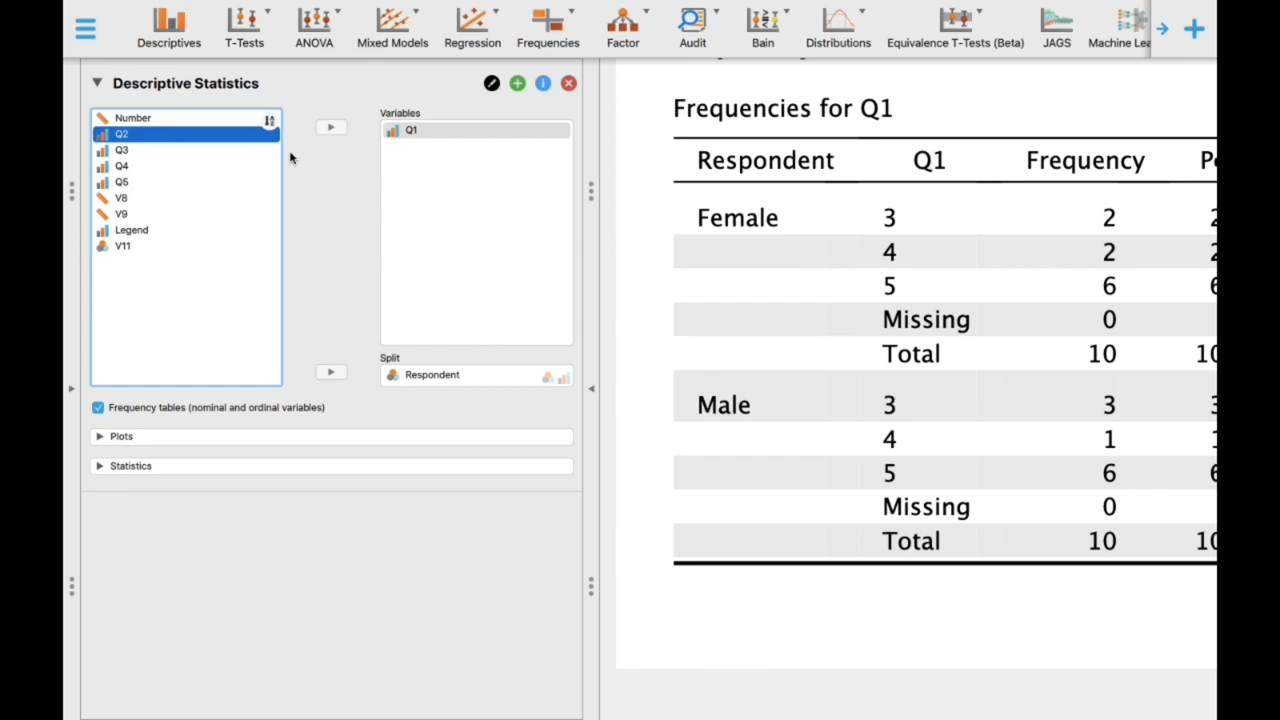 Descriptives T-Tests ANOVA Mixed Models Regression Frequencies Factor Audit Bain Distributions Equivalence T-Tests (Beta) JAGS Machine Lea
Descriptive Statistics
Number
Q2
Q3
Q4
Q5
V8
V9
Legend
V11
Variables
Q1
Split
Respondent
Frequency tables (nominal and ordinal variables)
Plots
Statistics
Frequencies for Q1
Respondent Q1 Frequency
Female 3 2
4 2
5 6
Missing 0
Total 10
Male 3 3
4 1
5 6
Missing 0
Total 10